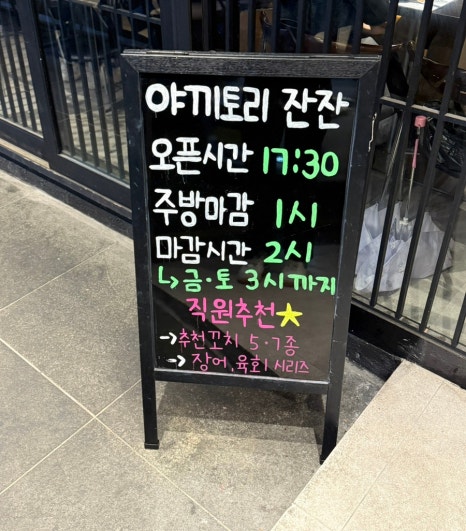 야끼토리 잔잔
오픈시간 17:30
주방마감 1시
마감시간 2시
↳ 금·토 3시까지
직원추천★
→추천꼬치 5·7종
→ 장어, 육회 시리즈